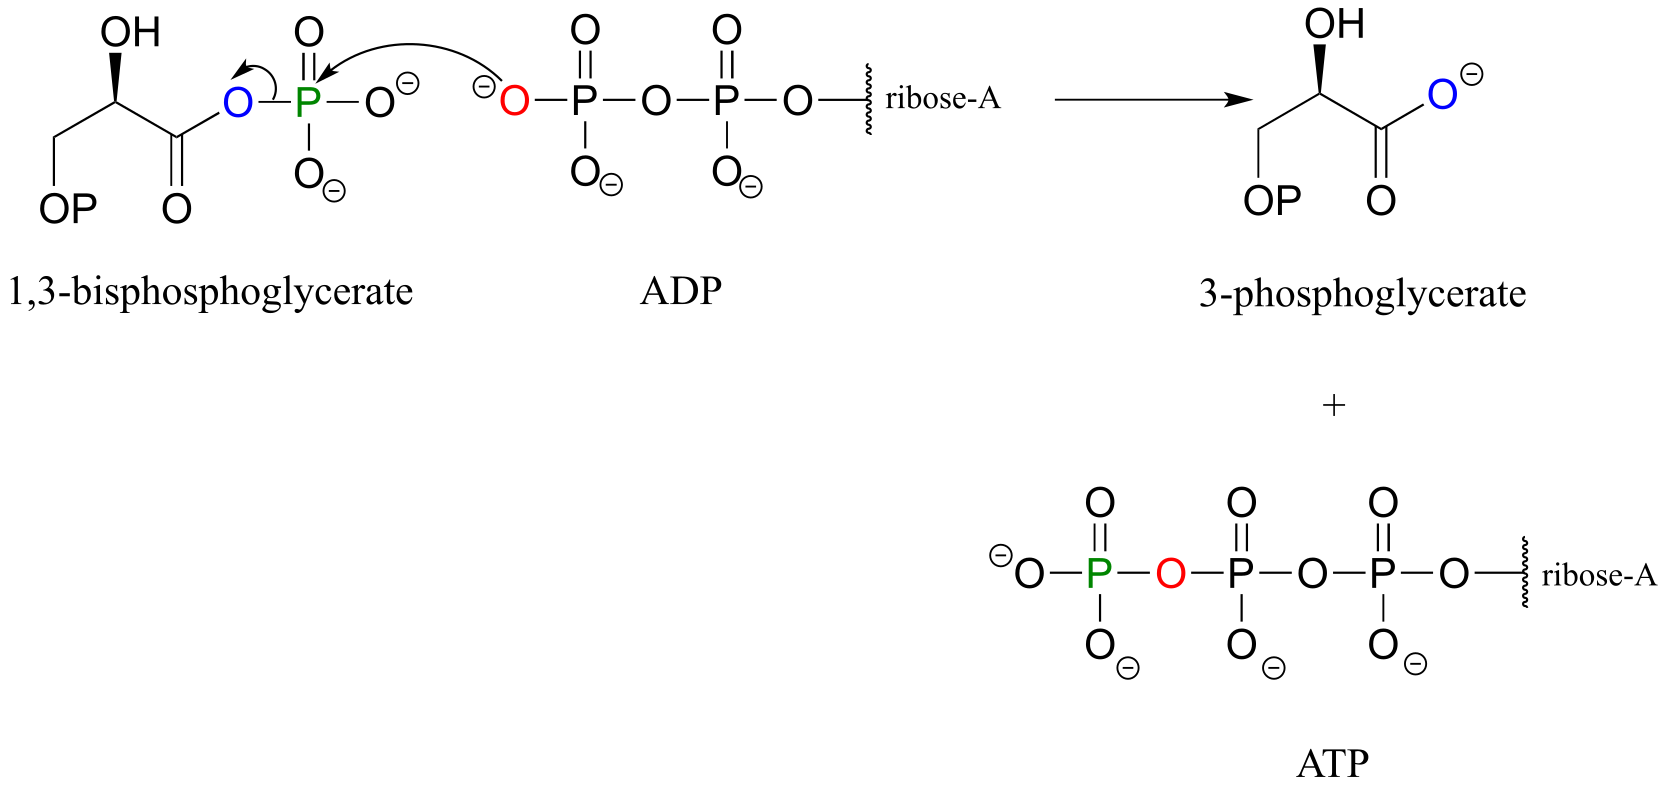 OH O O O OH
O P O⊖ ⊖O P O P O ribose-A O⊖
O⊖ O⊖ O⊖
OP O OP O
1,3-bisphosphoglycerate ADP 3-phosphoglycerate
+
O O O
⊖O P O P O P O ribose-A
O⊖ O⊖ O⊖
ATP